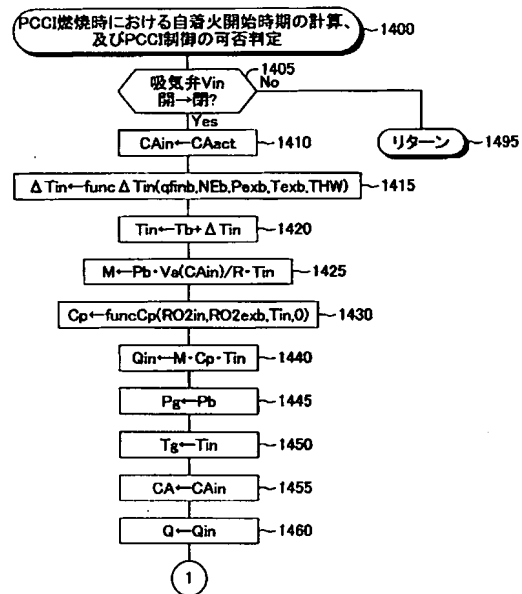 PCCI燃焼時における自着火開始時期の計算、
及びPCCI制御の可否判定
1400
吸気弁Vin
開→閉?
1405
No
Yes
リターン
1495
CAin←CAact
1410
ΔTin←funcΔTin(qfinb,NEb,Pexb,Texb,THW)
1415
Tin←Tb+ΔTin
1420
M←Pb・Va(CAin)/R・Tin
1425
Cp←funcCp(RO2in,RO2exb,Tin,0)
1430
Qin←M・Cp・Tin
1440
Pg←Pb
1445
Tg←Tin
1450
CA←CAin
1455
Q←Qin
1460
1